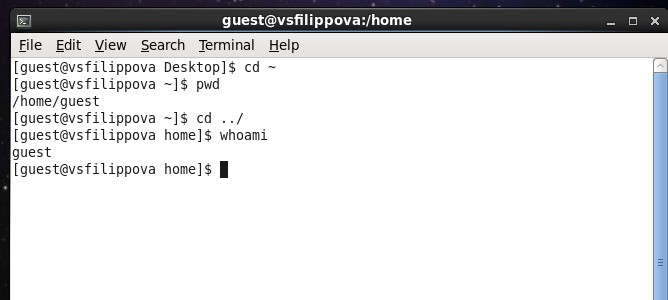 guest@vsfilippova:/home
File Edit View Search Terminal Help
[guest@vsfilippova Desktop]$ cd ~
[guest@vsfilippova ~]$ pwd
/home/guest
[guest@vsfilippova ~]$ cd ../
[guest@vsfilippova home]$ whoami
guest
[guest@vsfilippova home]$